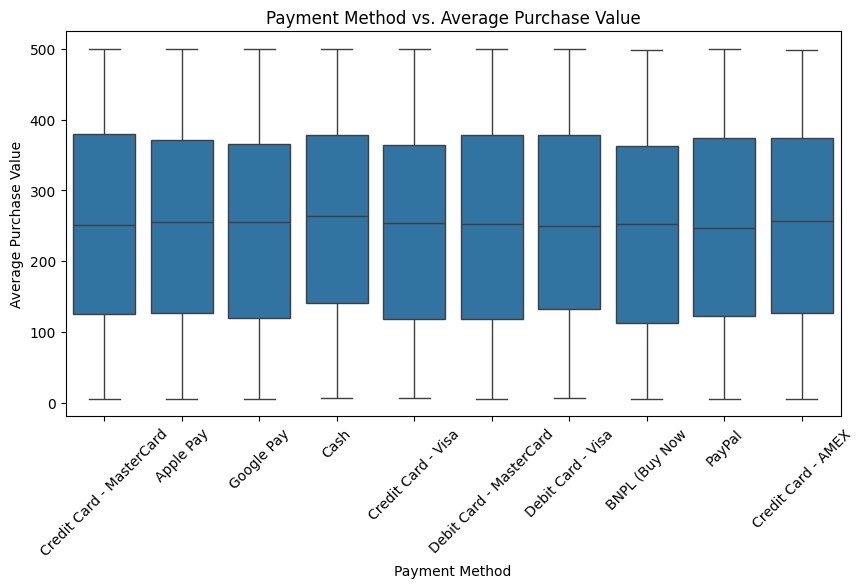 Payment Method vs. Average Purchase Value
Average Purchase Value
500
400
300
200
100
0
Credit Card - MasterCard
Apple Pay
Google Pay
Cash
Credit Card - Visa
Debit Card - MasterCard
Debit Card - Visa
BNPL (Buy Now
PayPal
Credit Card - AMEX
Payment Method